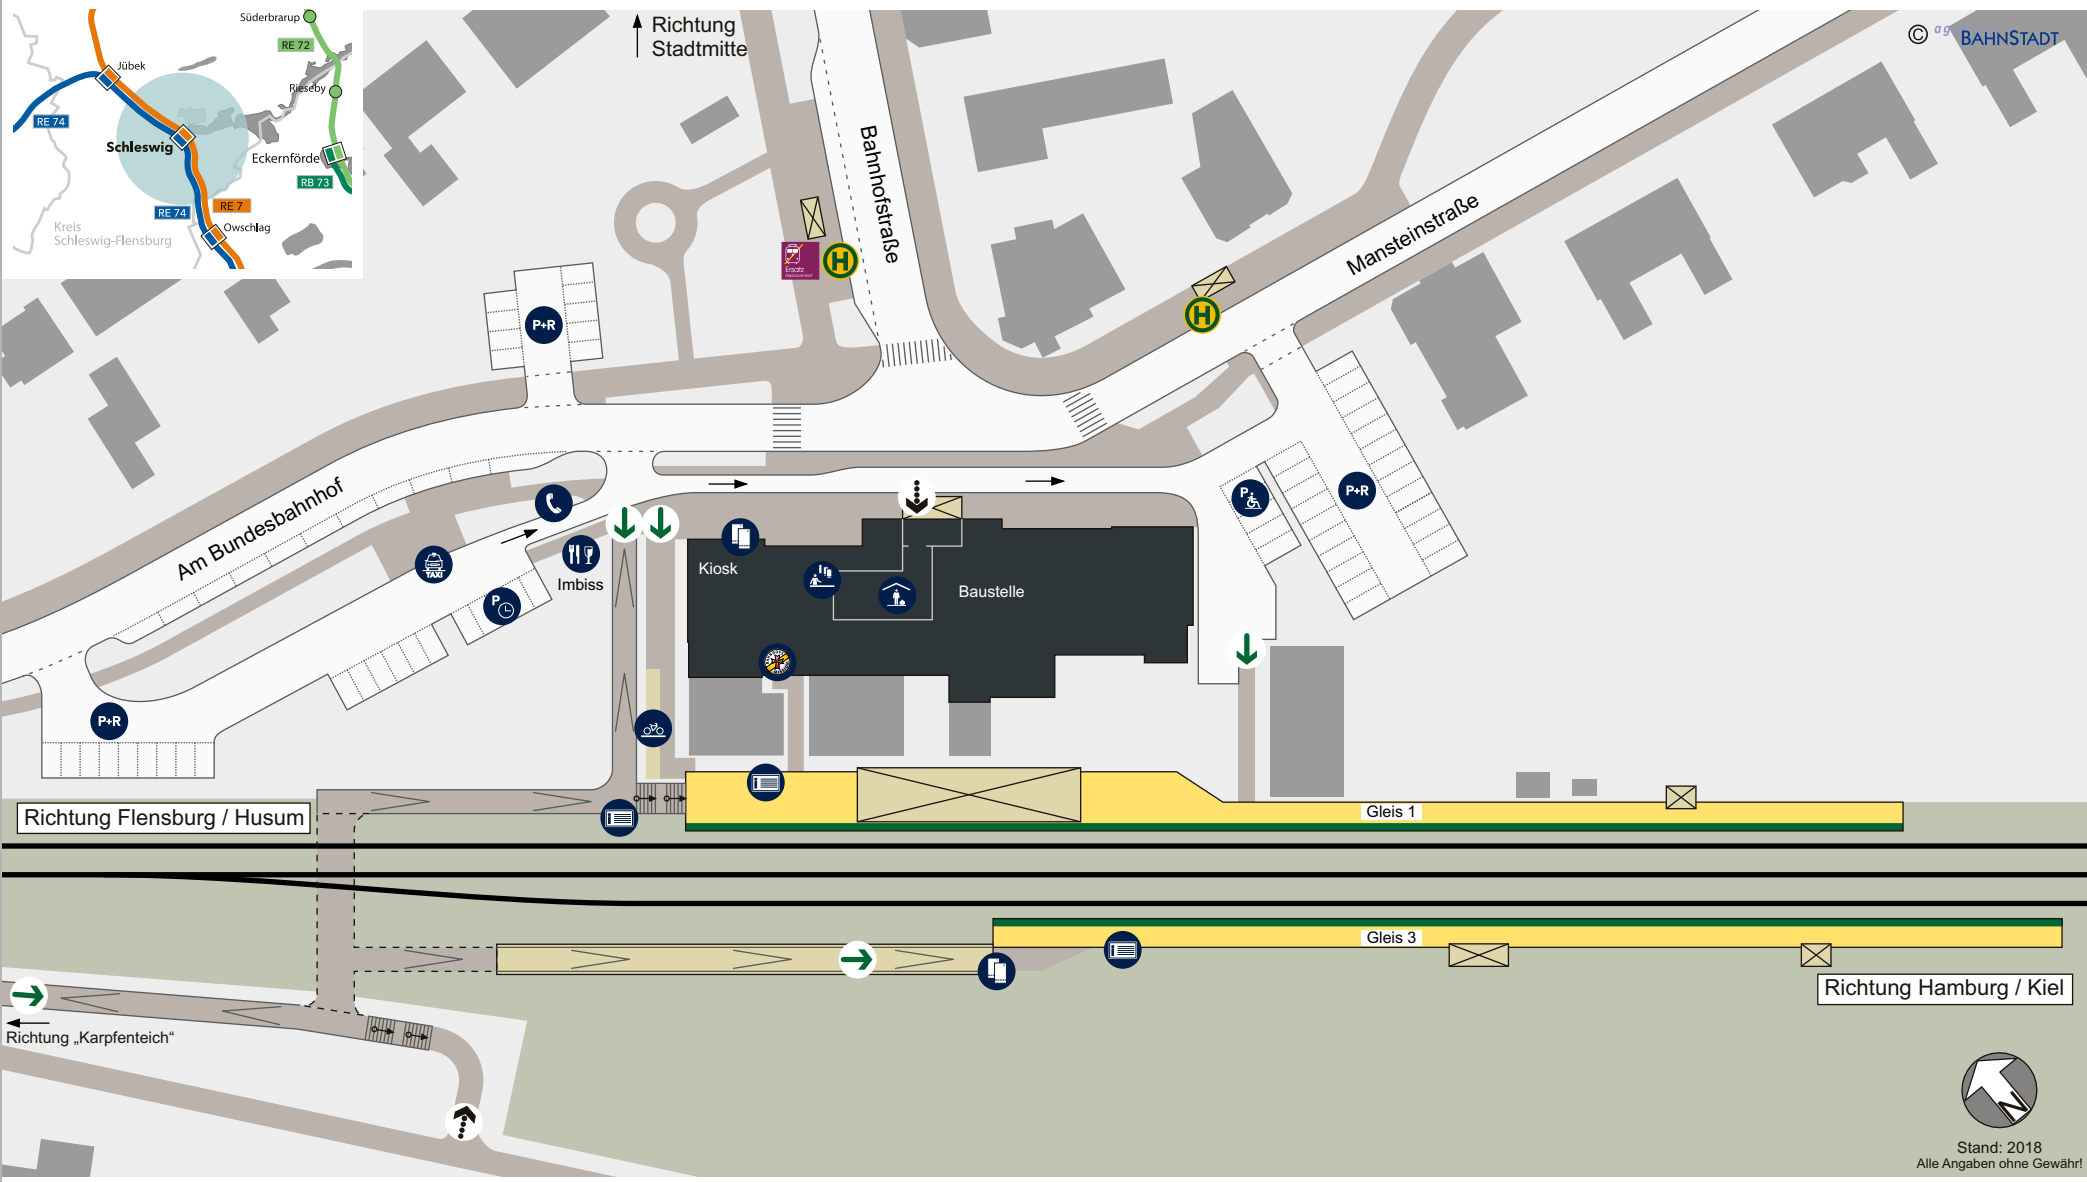 Süderbrarup
RE 72
Jübek
Rieseby
RE 74
Schleswig
Eckernförde
RB 73
RE 74
RE 7
Kreis
Schleswig-Flensburg
Owschlag
Richtung
Stadtmitte
©
BAHNSTADT
Bahnhofstraße
Mansteinstraße
Ersatz
H
H
P+R
Am Bundesbahnhof
P
P+R
TAXI
Imbiss
P
Kiosk
Baustelle
P+R
Richtung Flensburg / Husum
Gleis 1
Gleis 3
Richtung Hamburg / Kiel
Richtung „Karpfenteich“
N
Stand: 2018
Alle Angaben ohne Gewähr!